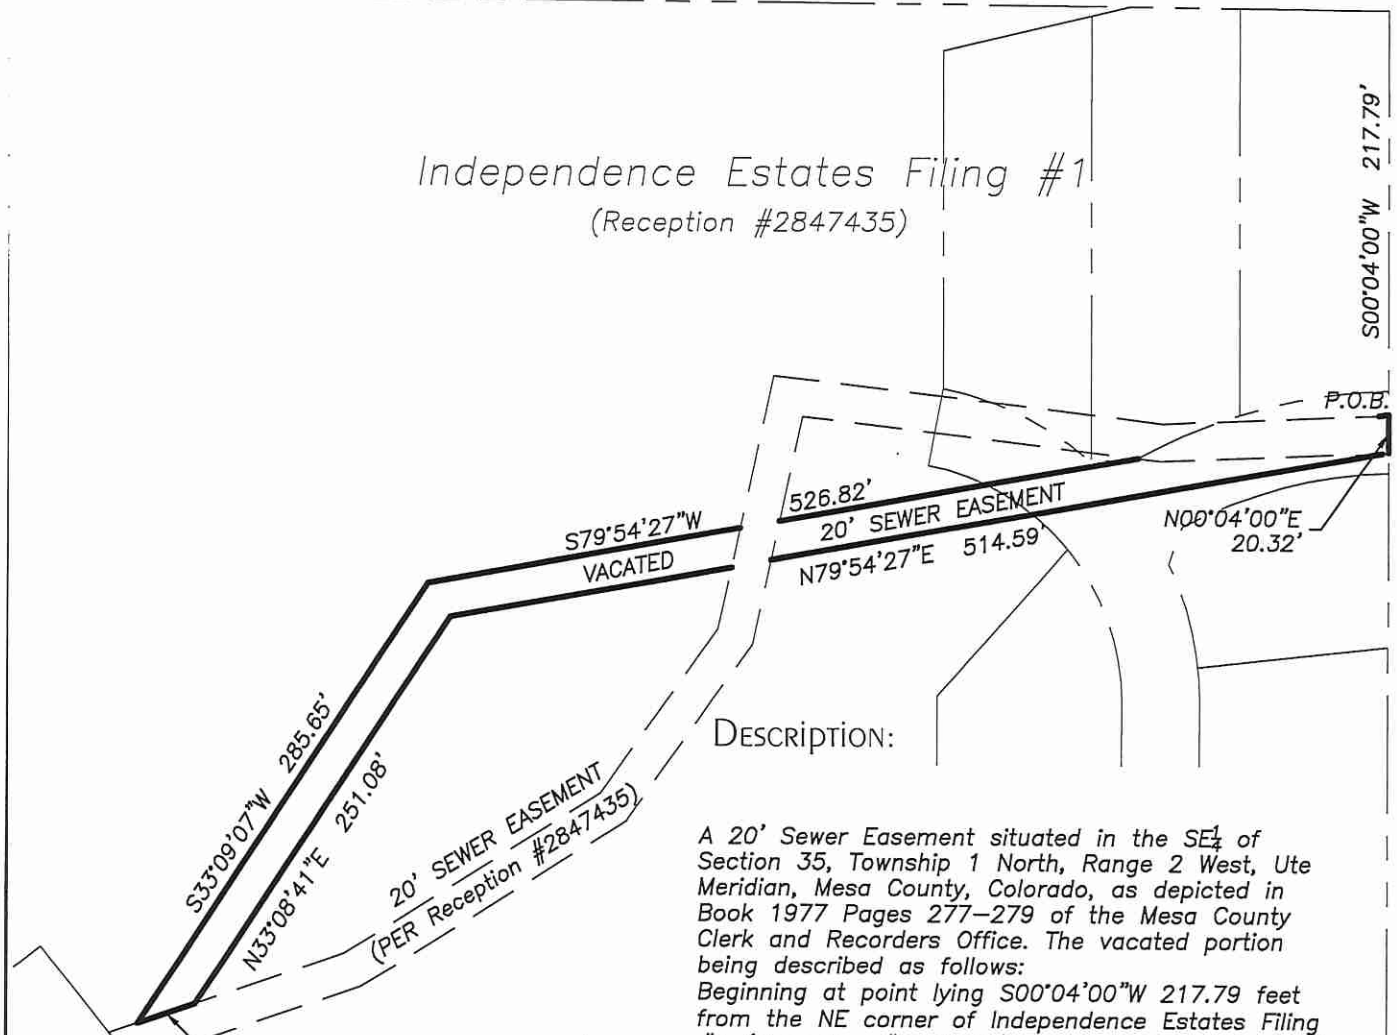 Independence Estates Filing #1
(Reception #2847435)
S00°04'00"W 217.79'
P.O.B.
526.82'
20' SEWER EASEMENT
N00°04'00"E
20.32'
S79°54'27"W
VACATED
N79°54'27"E 514.59'
S33°09'07"W 285.65'
N33°08'41"E 251.08'
20' SEWER EASEMENT
(PER Reception #2847435)
Description:
A 20' Sewer Easement situated in the SE¼ of
Section 35, Township 1 North, Range 2 West, Ute
Meridian, Mesa County, Colorado, as depicted in
Book 1977 Pages 277–279 of the Mesa County
Clerk and Recorders Office. The vacated portion
being described as follows:
Beginning at point lying S00°04'00"W 217.79 feet
from the NE corner of Independence Estates Filing